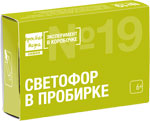 ЭКСПЕРИМЕНТ
В КОРОБОЧКЕ
№19
СВЕТОФОР
В ПРОБИРКЕ